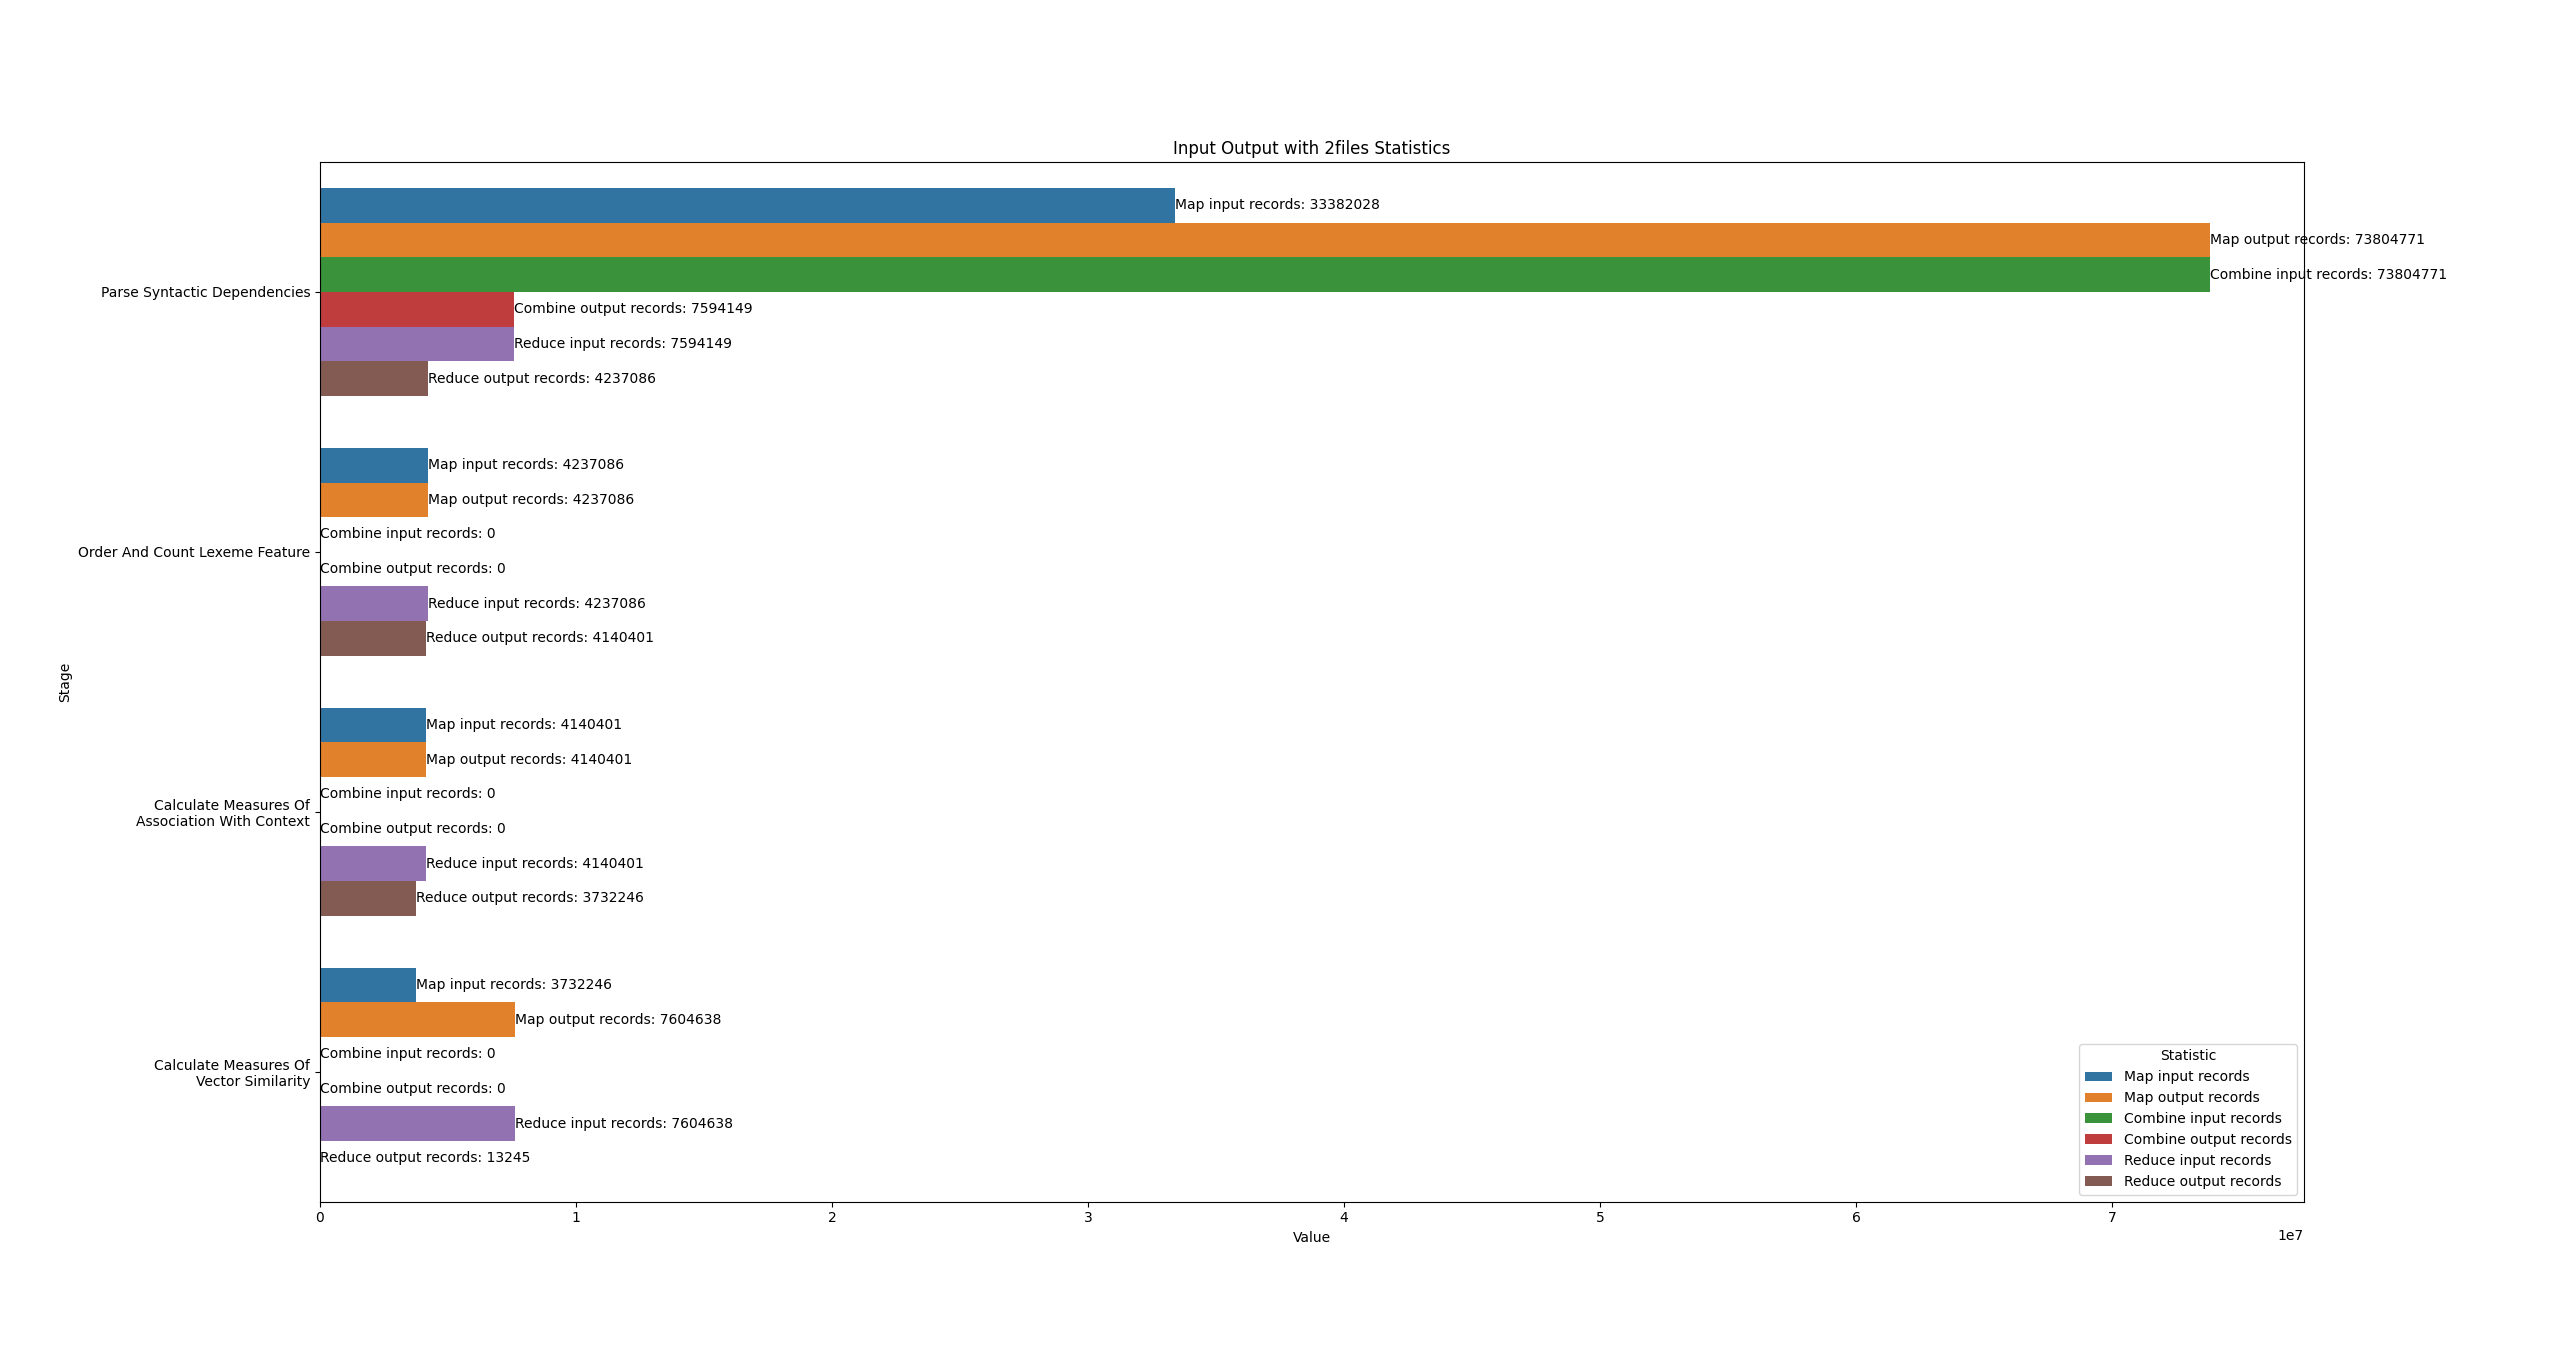 Input Output with 2files Statistics
Map input records: 33382028
Map output records: 73804771
Combine input records: 73804771
Parse Syntactic Dependencies
Combine output records: 7594149
Reduce input records: 7594149
Reduce output records: 4237086
Map input records: 4237086
Map output records: 4237086
Combine input records: 0
Order And Count Lexeme Feature
Combine output records: 0
Reduce input records: 4237086
Reduce output records: 4140401
Stage
Map input records: 4140401
Map output records: 4140401
Combine input records: 0
Calculate Measures Of
Association With Context
Combine output records: 0
Reduce input records: 4140401
Reduce output records: 3732246
Map input records: 3732246
Map output records: 7604638
Combine input records: 0
Calculate Measures Of
Vector Similarity
Combine output records: 0
Reduce input records: 7604638
Reduce output records: 13245
Statistic
Map input records
Map output records
Combine input records
Combine output records
Reduce input records
Reduce output records
0 1 2 3 4 5 6 7
1e7
Value